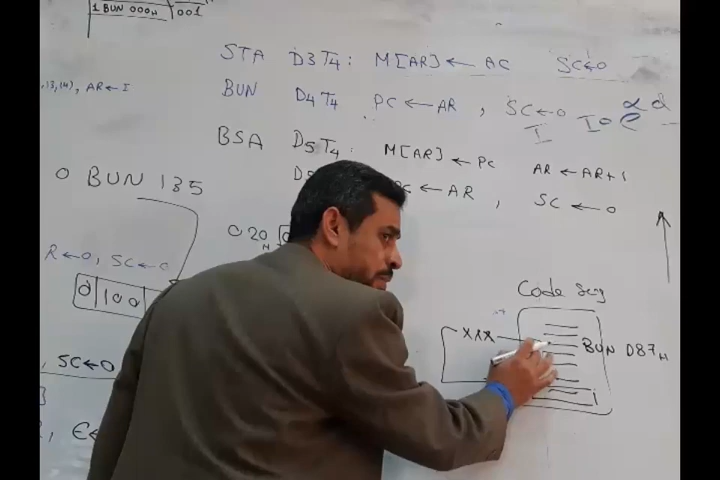 1 BUN 000H 001
STA D3T4: M[AR] ← AC SC←0
,13,14), AR←I
BUN D4T4 PC ← AR , SC←0
I
BSA D5T4: M[AR] ← PC AR ← AR+1
← AR , SC ← 0
0 BUN 135
0 20
R←0, SC←0
0 100
Code Seg
XXX
BUN D87H
, SC←0